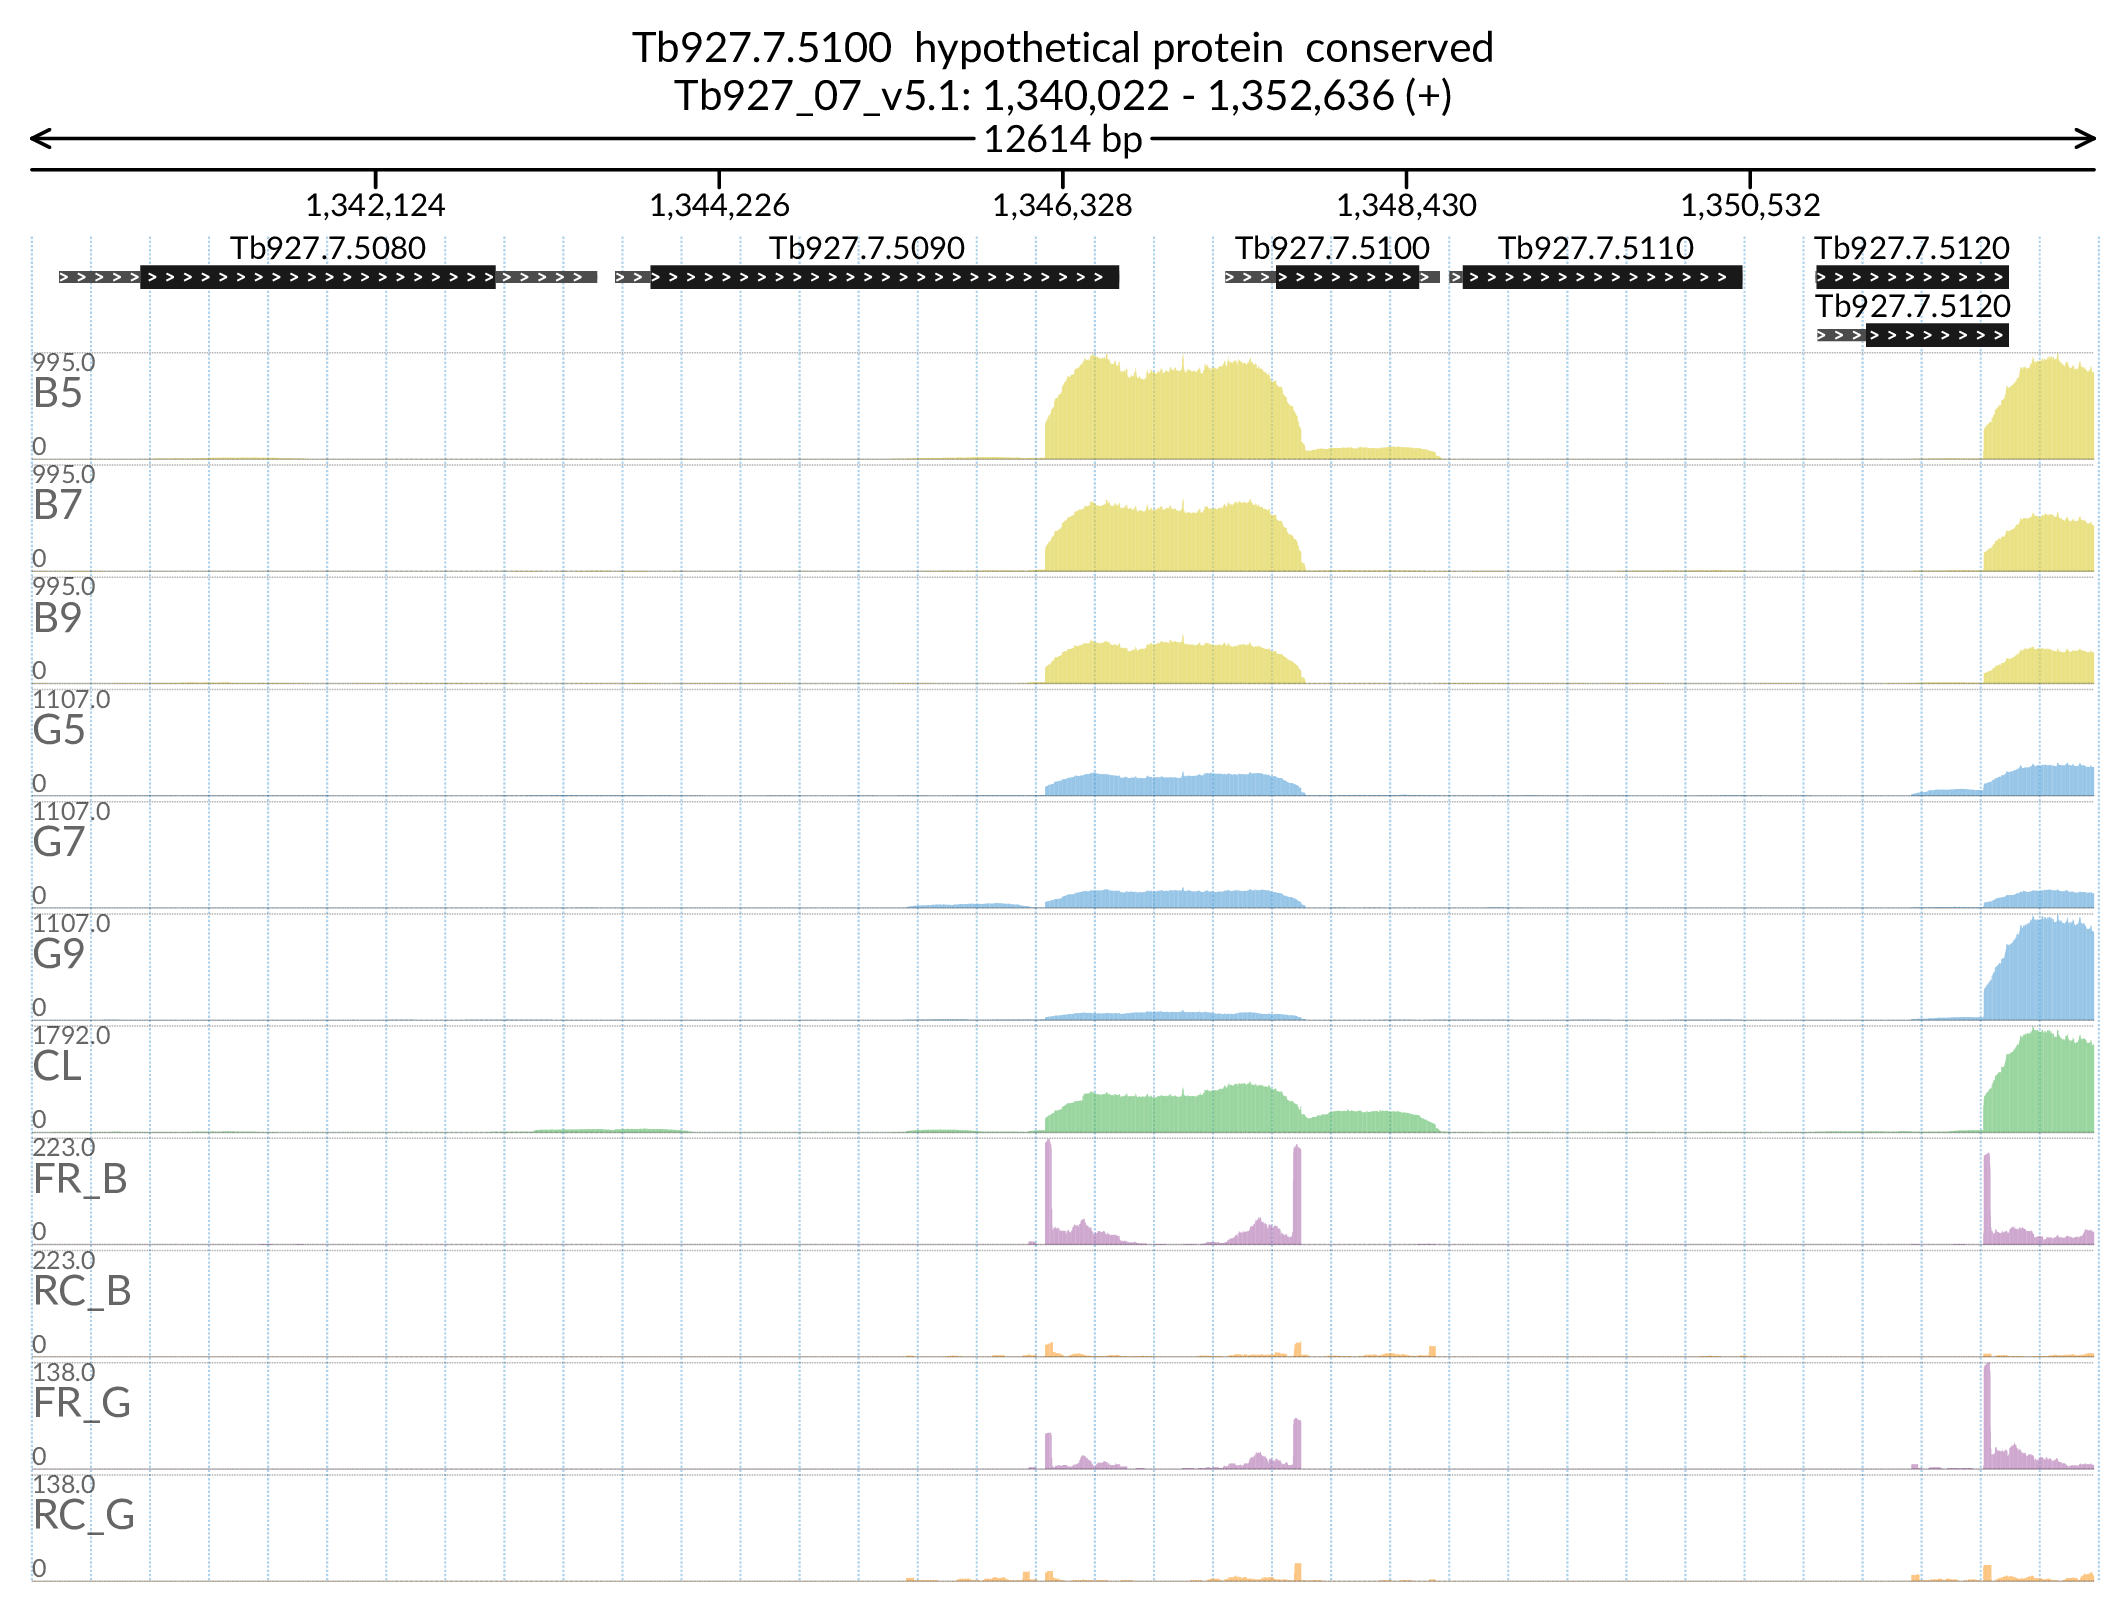 Tb927.7.5100  hypothetical protein  conserved
Tb927_07_v5.1: 1,340,022 - 1,352,636 (+)
12614 bp
1,342,124 1,344,226 1,346,328 1,348,430 1,350,532
Tb927.7.5080 Tb927.7.5090 Tb927.7.5100 Tb927.7.5110 Tb927.7.5120
Tb927.7.5120
995.0
B5
0
995.0
B7
0
995.0
B9
0
1107.0
G5
0
1107.0
G7
0
1107.0
G9
0
1792.0
CL
0
223.0
FR_B
0
223.0
RC_B
0
138.0
FR_G
0
138.0
RC_G
0